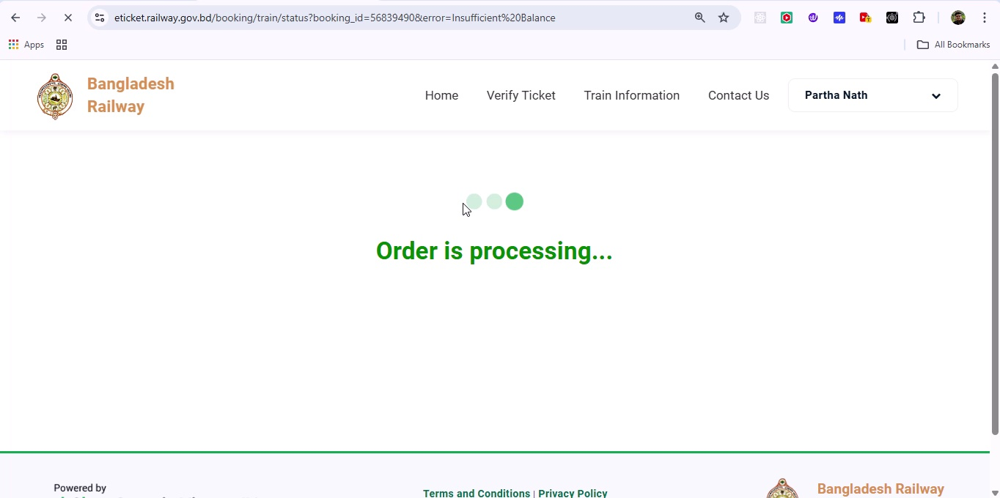 eticket.railway.gov.bd/booking/train/status?booking_id=56839490&error=Insufficient%20Balance
Apps
All Bookmarks
Bangladesh
Railway
Home
Verify Ticket
Train Information
Contact Us
Partha Nath
Order is processing...
Powered by
Terms and Conditions | Privacy Policy
Bangladesh Railway